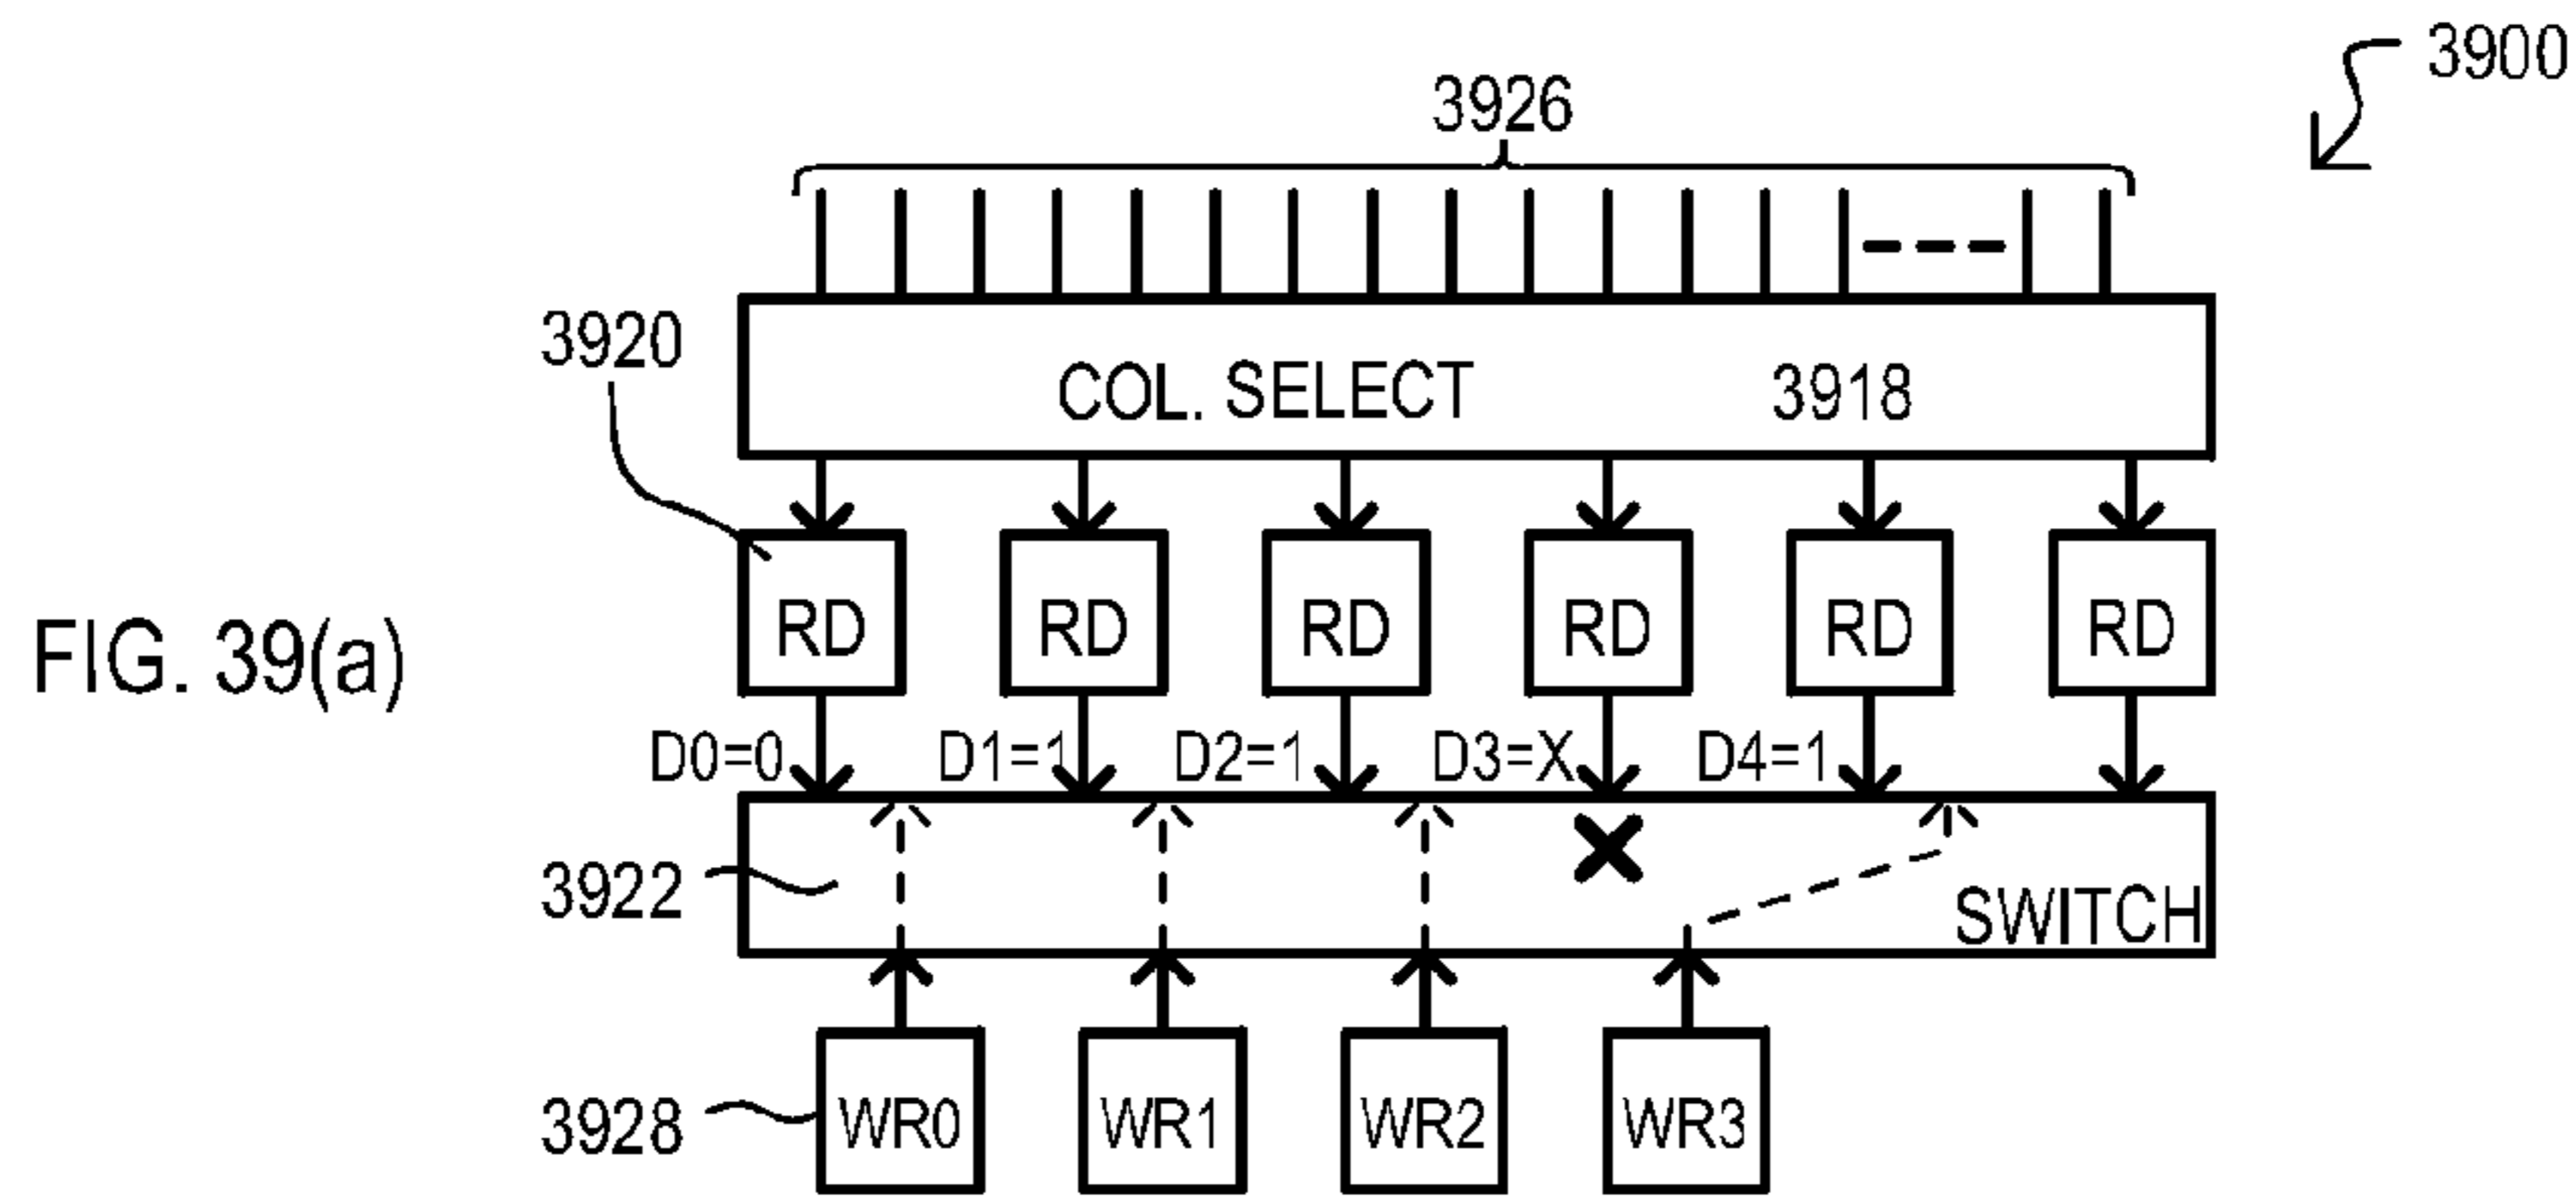 3900
3926
3920
COL. SELECT 3918
RD RD RD RD RD RD
FIG. 39(a)
D0=0 D1=1 D2=1 D3=X D4=1
3922
SWITCH
3928
WR0 WR1 WR2 WR3